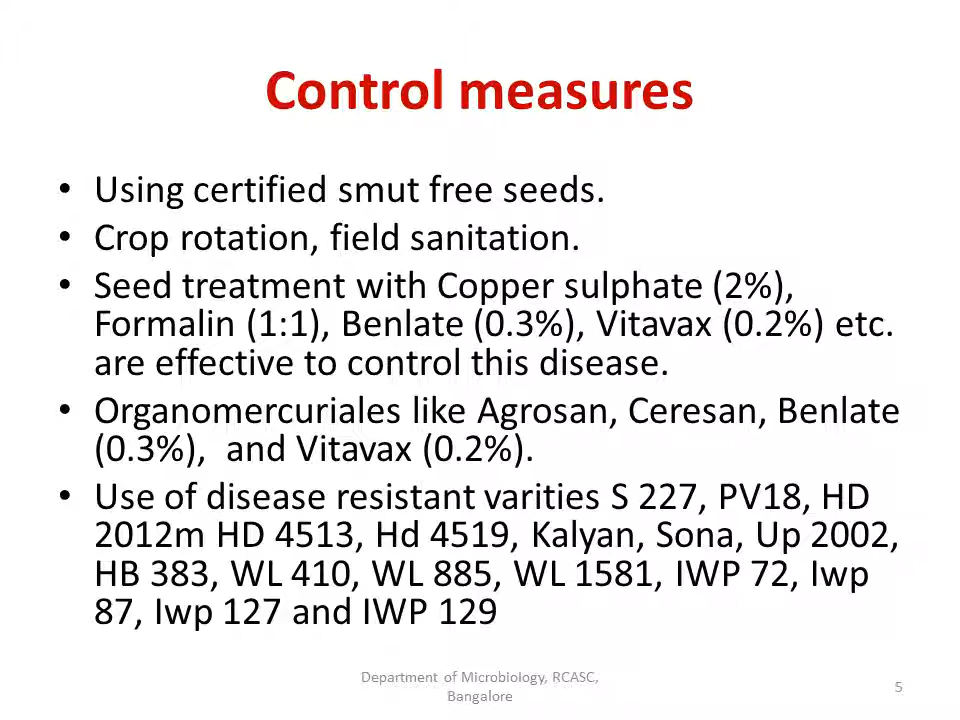 Control measures
• Using certified smut free seeds.
• Crop rotation, field sanitation.
• Seed treatment with Copper sulphate (2%),
Formalin (1:1), Benlate (0.3%), Vitavax (0.2%) etc.
are effective to control this disease.
• Organomercuriales like Agrosan, Ceresan, Benlate
(0.3%),  and Vitavax (0.2%).
• Use of disease resistant varities S 227, PV18, HD
2012m HD 4513, Hd 4519, Kalyan, Sona, Up 2002,
HB 383, WL 410, WL 885, WL 1581, IWP 72, Iwp
87, Iwp 127 and IWP 129
Department of Microbiology, RCASC,
Bangalore
5